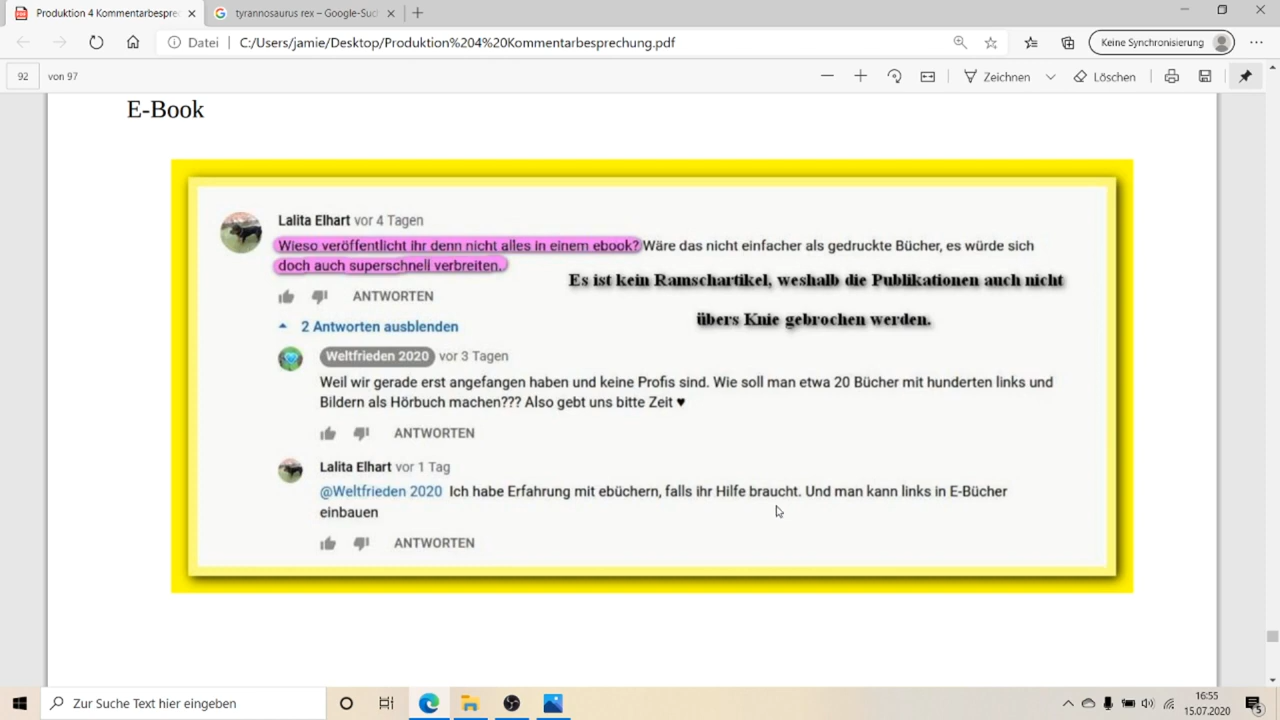 Produktion 4 Kommentarbespre
tyrannosaurus rex – Google-Suc
Datei C:/Users/jamie/Desktop/Produktion%204%20Kommentarbesprechung.pdf
Keine Synchronisierung
92 von 97
Zeichnen
Löschen
E-Book
Lalita Elhart vor 4 Tagen
Wieso veröffentlicht ihr denn nicht alles in einem ebook? Wäre das nicht einfacher als gedruckte Bücher, es würde sich
doch auch superschnell verbreiten.
Es ist kein Ramschartikel, weshalb die Publikationen auch nicht
übers Knie gebrochen werden.
ANTWORTEN
2 Antworten ausblenden
Weltfrieden 2020 vor 3 Tagen
Weil wir gerade erst angefangen haben und keine Profis sind. Wie soll man etwa 20 Bücher mit hunderten links und
Bildern als Hörbuch machen??? Also gebt uns bitte Zeit ♥
ANTWORTEN
Lalita Elhart vor 1 Tag
@Weltfrieden 2020 Ich habe Erfahrung mit ebüchern, falls ihr Hilfe braucht. Und man kann links in E-Bücher
einbauen
ANTWORTEN
Zur Suche Text hier eingeben
16:55
15.07.2020
5